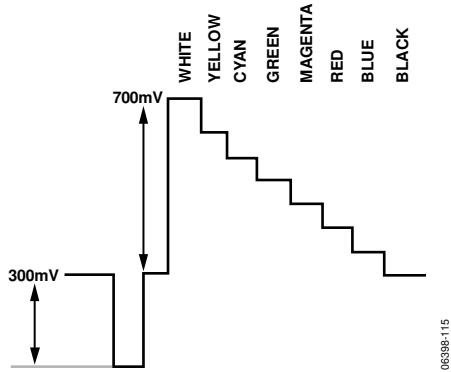 WHITE
YELLOW
CYAN
GREEN
MAGENTA
RED
BLUE
BLACK
700mV
300mV
06398-115